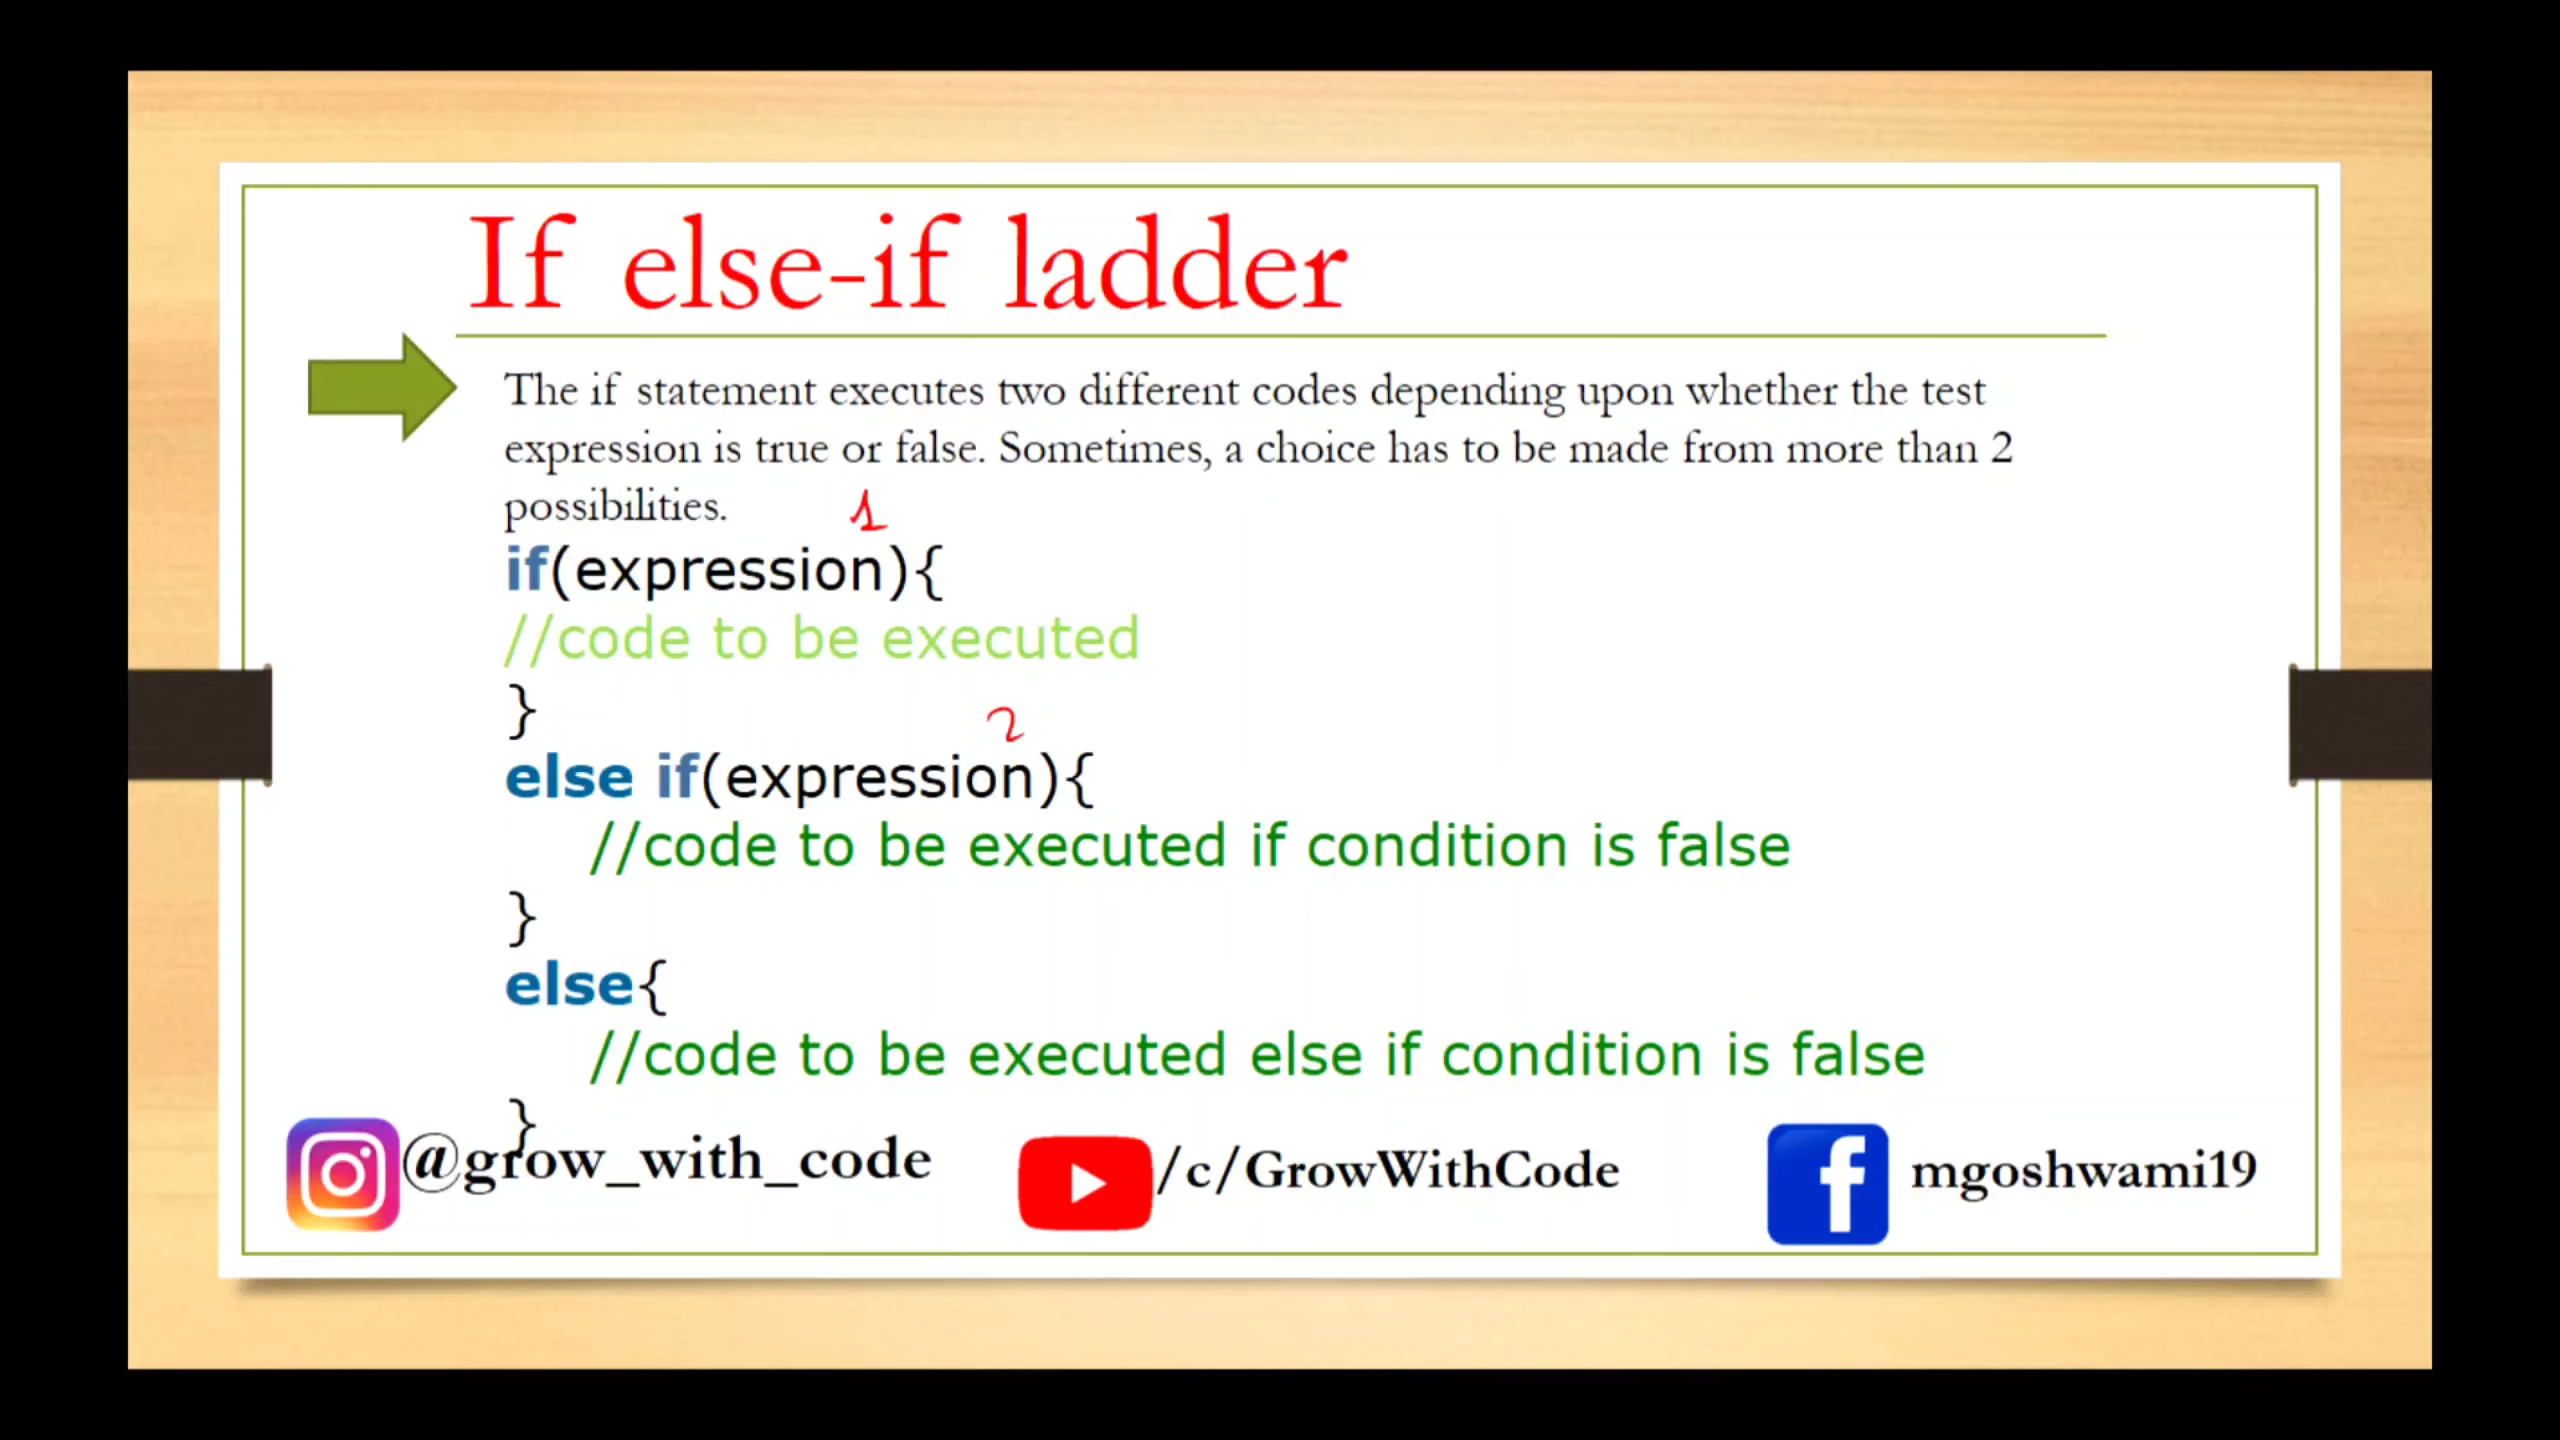 If else-if ladder
The if statement executes two different codes depending upon whether the test
expression is true or false. Sometimes, a choice has to be made from more than 2
possibilities.
1
if(expression){
//code to be executed
}
2
else if(expression){
//code to be executed if condition is false
}
else{
//code to be executed else if condition is false
}
@grow_with_code
/c/GrowWithCode
mgoshwami19